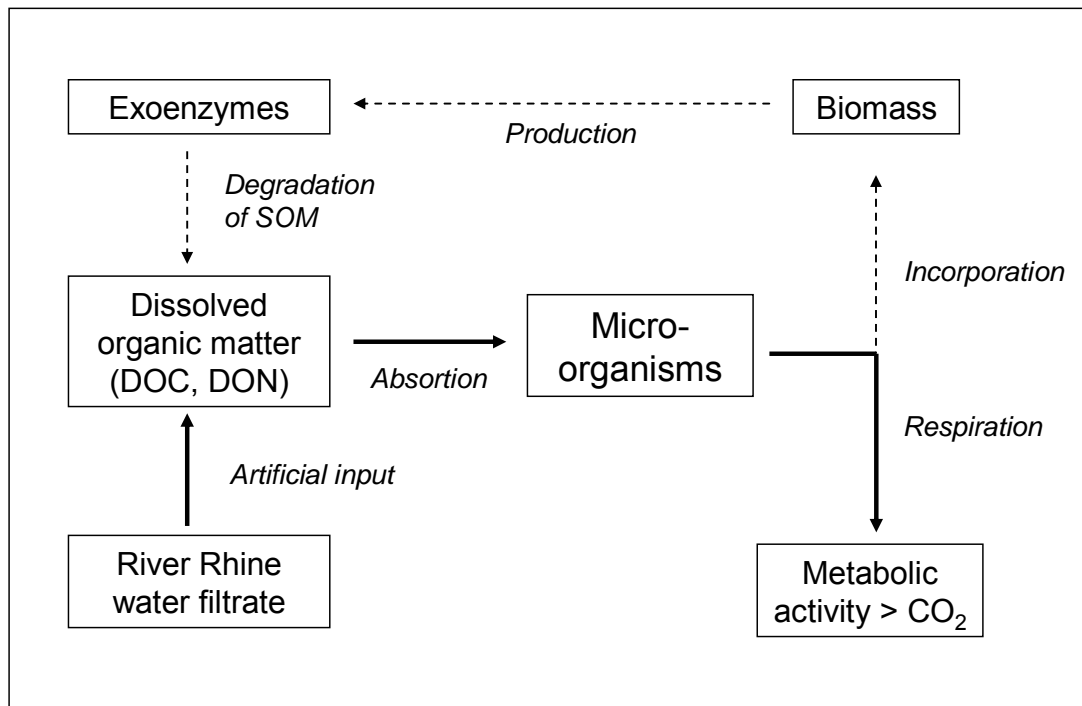 Exoenzymes
Production
Biomass
Degradation
of SOM
Incorporation
Dissolved
organic matter
(DOC, DON)
Absortion
Micro-
organisms
Respiration
Artificial input
River Rhine
water filtrate
Metabolic
activity > CO₂